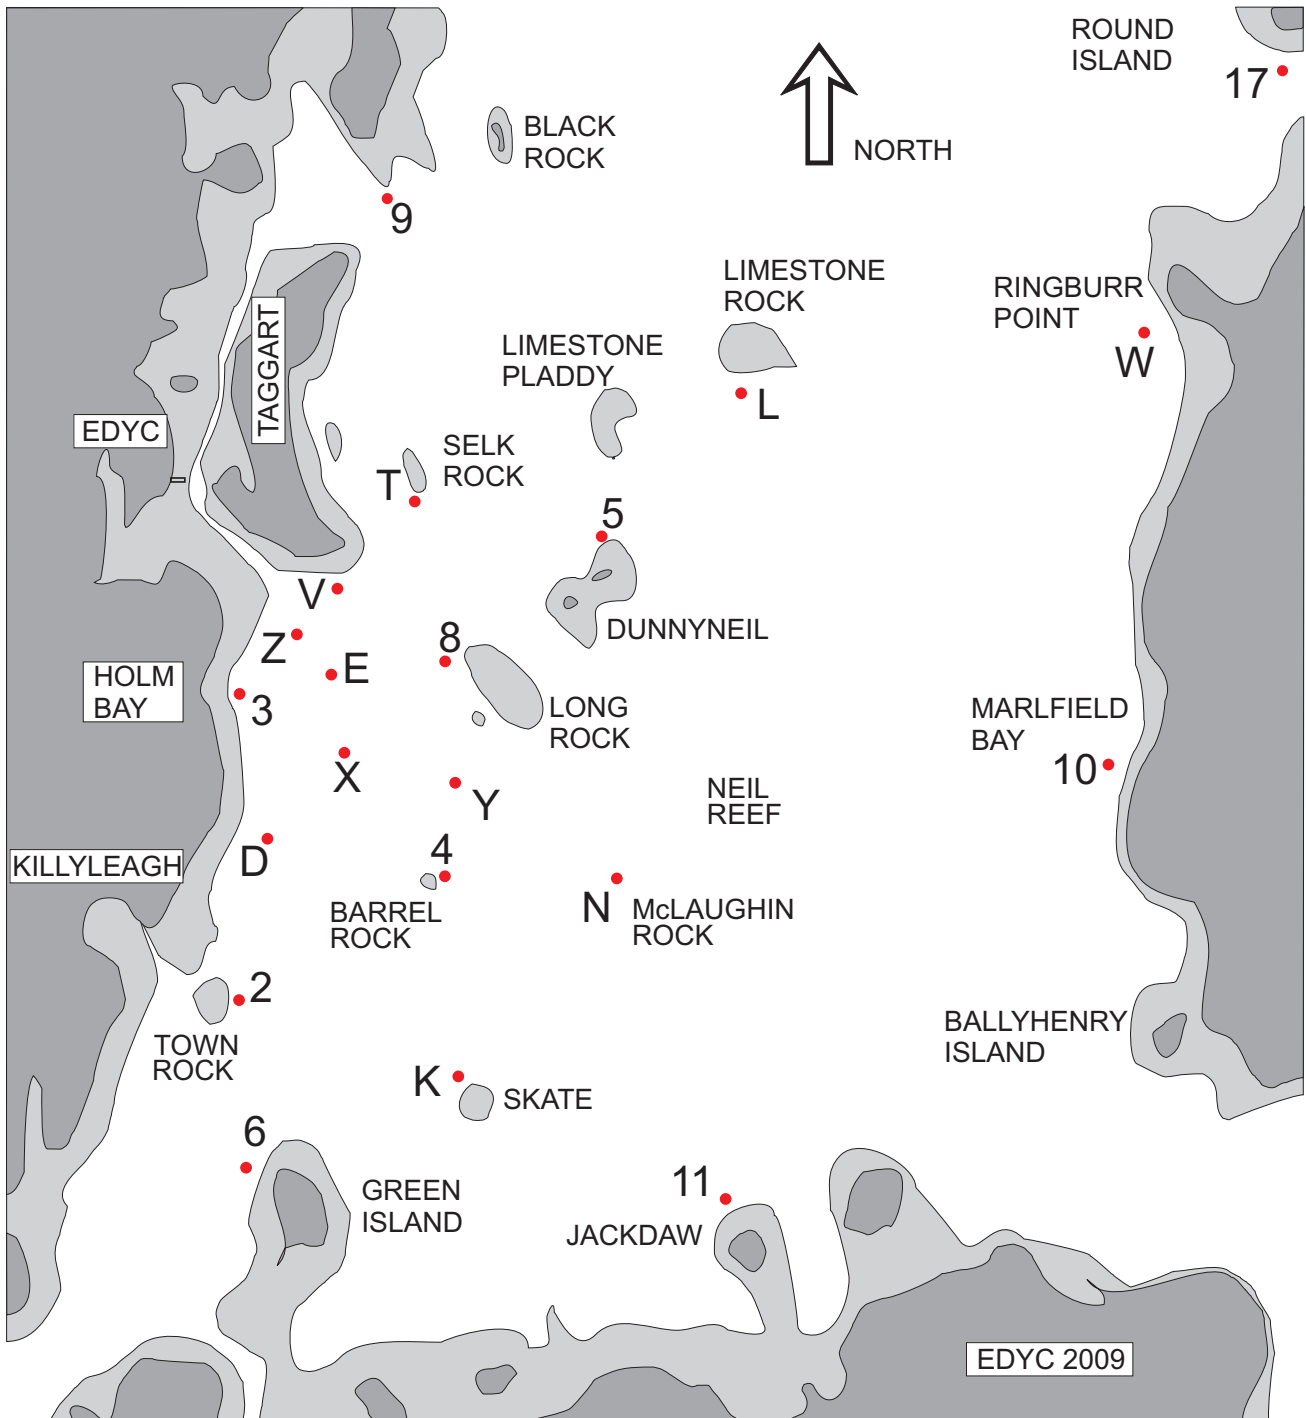 ROUND
ISLAND
17
BLACK
ROCK
NORTH
9
LIMESTONE
ROCK
RINGBURR
POINT
W
TAGGART
LIMESTONE
PLADDY
L
EDYC
SELK
ROCK
T
5
V
Z
8
DUNNYNEIL
E
HOLM
BAY
3
LONG
ROCK
MARLFIELD
BAY
10
X
Y
NEIL
REEF
D
KILLYLEAGH
4
BARREL
ROCK
N
McLAUGHIN
ROCK
2
TOWN
ROCK
BALLYHENRY
ISLAND
K
SKATE
6
GREEN
ISLAND
11
JACKDAW
EDYC 2009